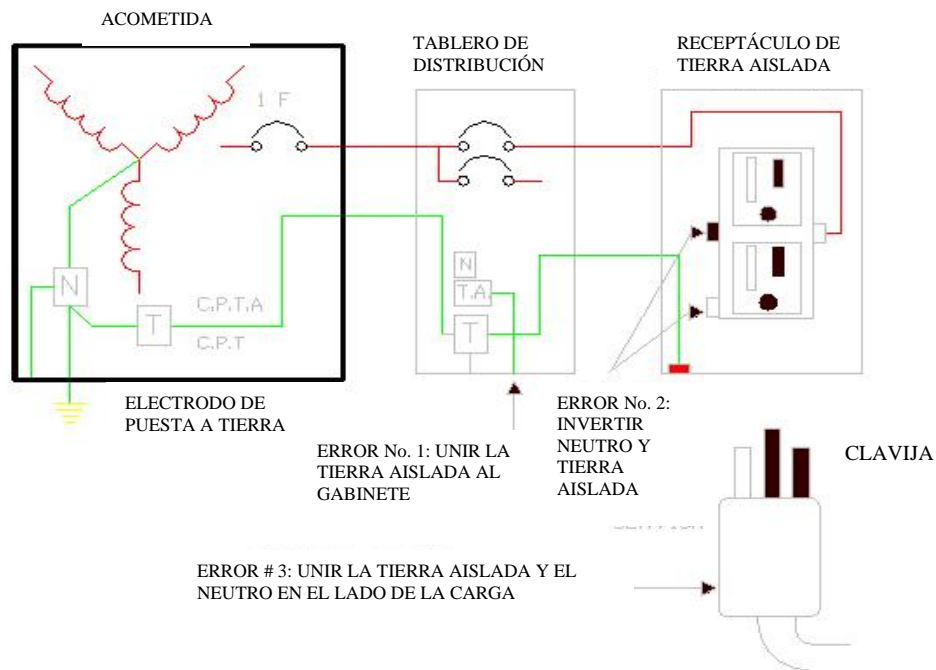 ACOMETIDA
TABLERO DE
DISTRIBUCIÓN
RECEPTÁCULO DE
TIERRA AISLADA
1 F
N
C.P.T.A
T
C.P.T
N
T.A.
T
ELECTRODO DE
PUESTA A TIERRA
ERROR No. 1: UNIR LA
TIERRA AISLADA AL
GABINETE
ERROR No. 2:
INVERTIR
NEUTRO Y
TIERRA
AISLADA
CLAVIJA
ERROR # 3: UNIR LA TIERRA AISLADA Y EL
NEUTRO EN EL LADO DE LA CARGA